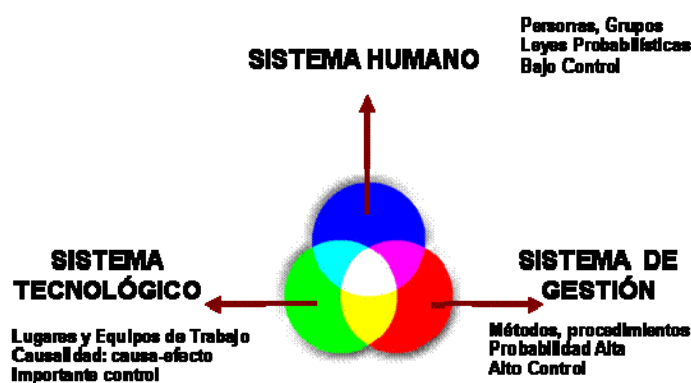 Personas, Grupos
Leyes Probabilísticas
Bajo Control
SISTEMA HUMANO
SISTEMA
TECNOLÓGICO
Lugares y Equipos de Trabajo
Causalidad: causa-efecto
Importante control
SISTEMA DE
GESTIÓN
Métodos, procedimientos
Probabilidad Alta
Alto Control